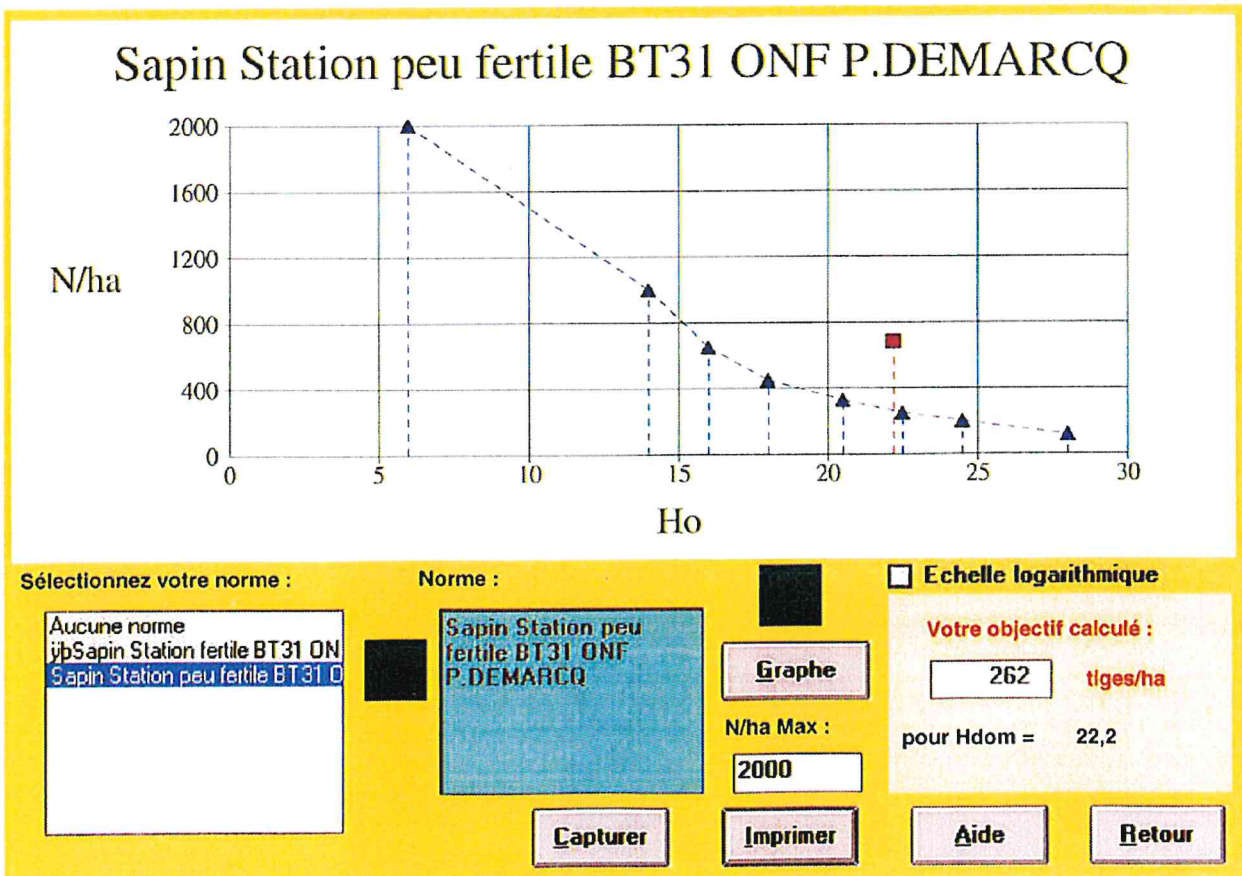 Sapin Station peu fertile BT31 ONF P.DEMARCQ
2000
1600
1200
800
400
0
N/ha
0 5 10 15 20 25 30
Ho
Sélectionnez votre norme :
Aucune norme
ÿþSapin Station fertile BT31 ON
Sapin Station peu fertile BT31 O
Norme :
Sapin Station peu
fertile BT31 ONF
P.DEMARCQ
Graphe
N/ha Max :
2000
Echelle logarithmique
Votre objectif calculé :
262 tiges/ha
pour Hdom = 22,2
Capturer
Imprimer
Aide
Retour